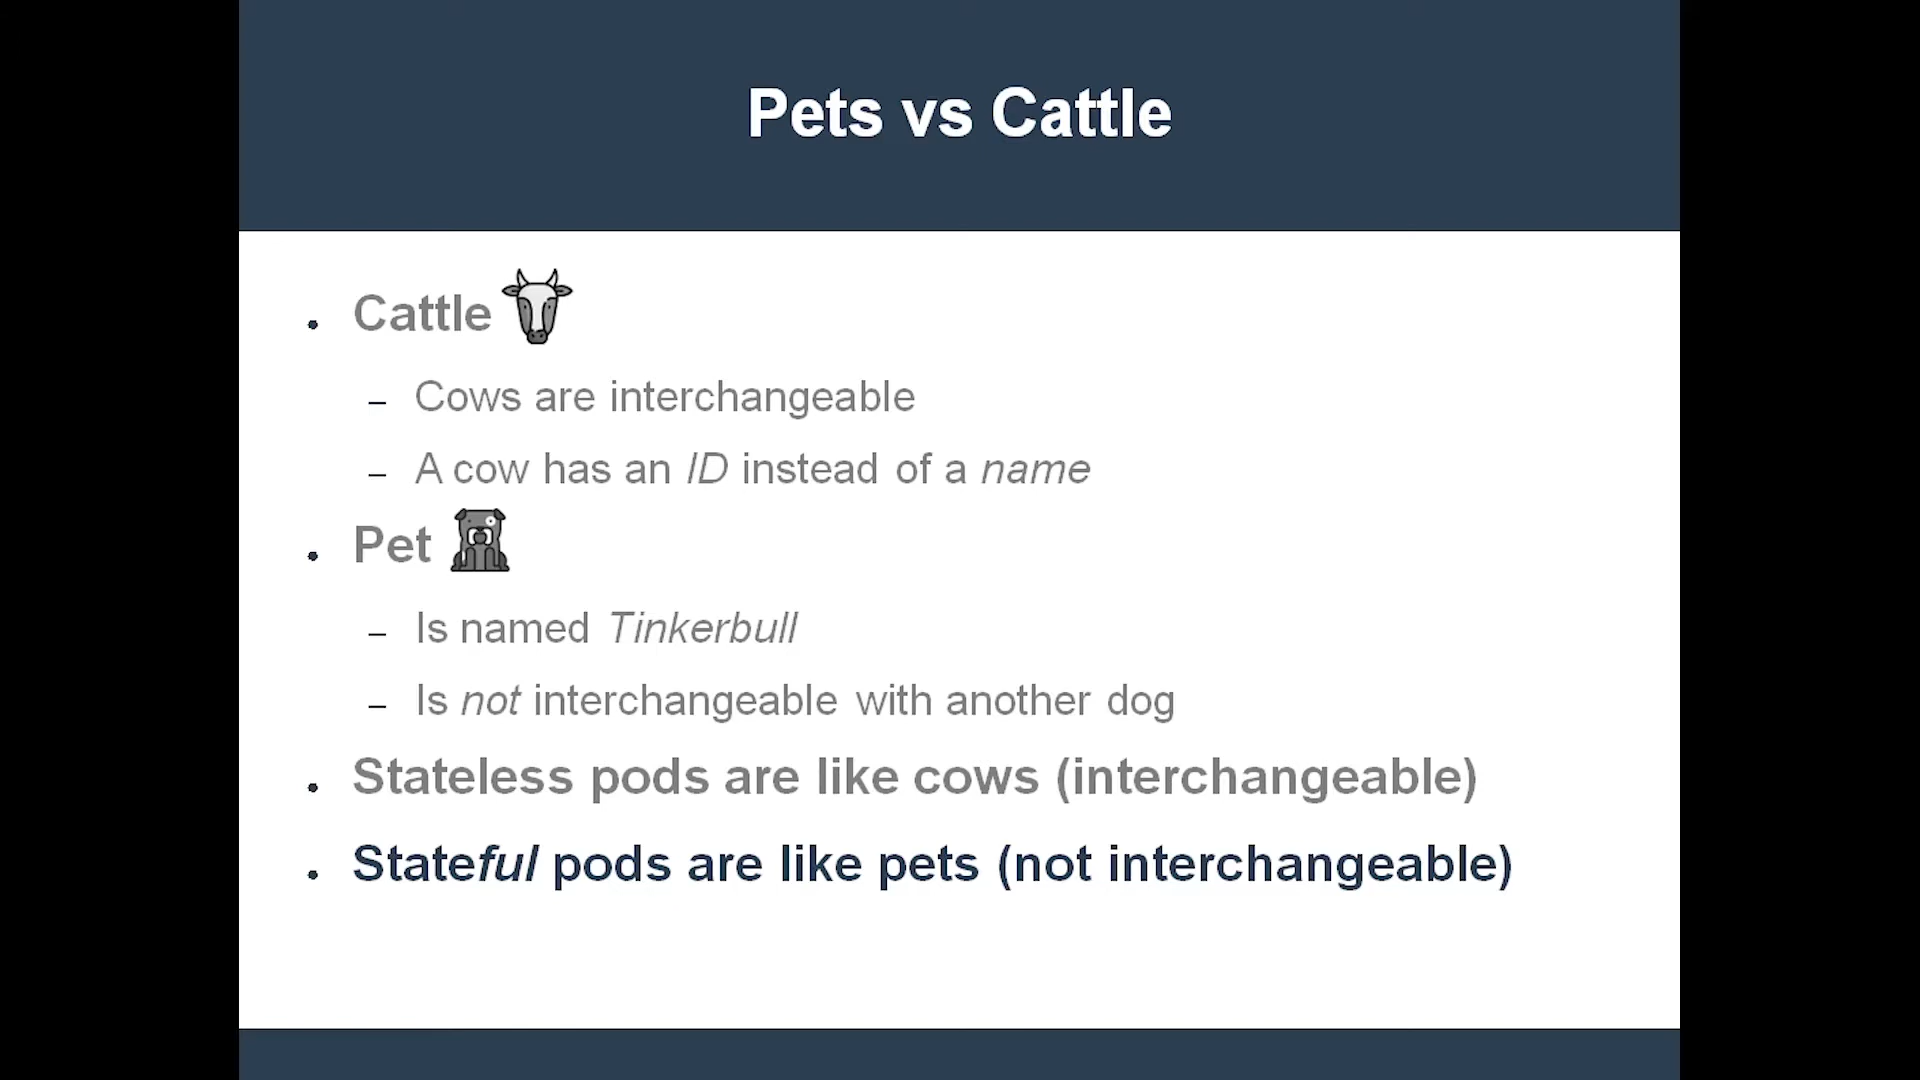 Pets vs Cattle
Cattle
Cows are interchangeable
A cow has an ID instead of a name
Pet
Is named Tinkerbull
Is not interchangeable with another dog
Stateless pods are like cows (interchangeable)
Stateful pods are like pets (not interchangeable)